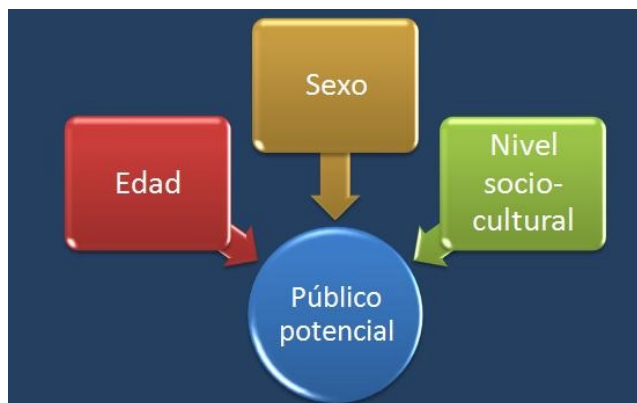 Sexo
Edad
Nivel
socio-
cultural
Público
potencial